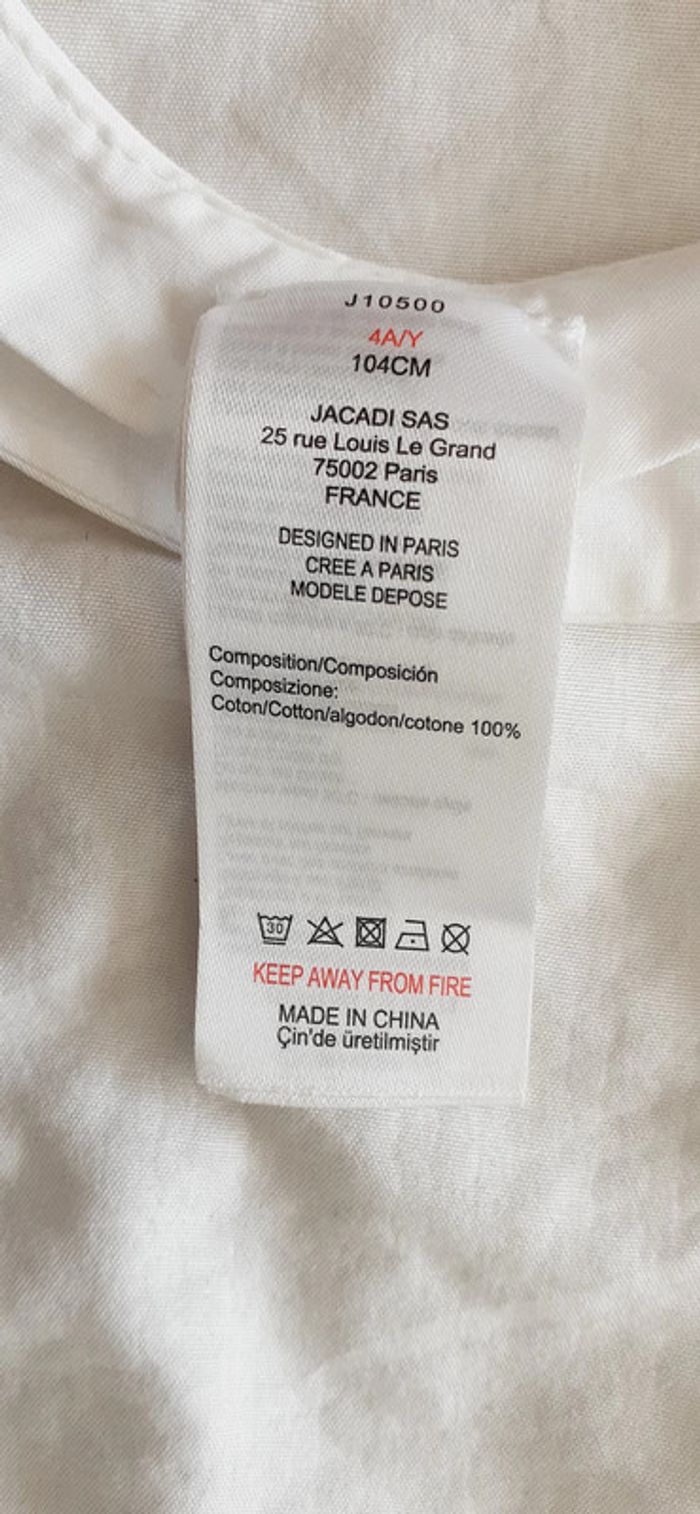 J10500
4A/Y
104CM
JACADI SAS
25 rue Louis Le Grand
75002 Paris
FRANCE
DESIGNED IN PARIS
CREE A PARIS
MODELE DEPOSE
Composition/Composición
Composizione:
Coton/Cotton/algodon/cotone 100%
30
KEEP AWAY FROM FIRE
MADE IN CHINA
Çin'de üretilmiştir